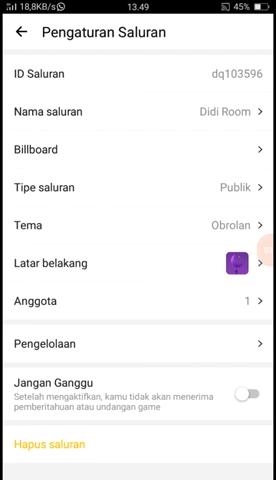 18,8KB/s 13.49 45%
Pengaturan Saluran
ID Saluran dq103596
Nama saluran Didi Room
Billboard
Tipe saluran Publik
Tema Obrolan
Latar belakang
Anggota 1
Pengelolaan
Jangan Ganggu
Setelah mengaktifkan, kamu tidak akan menerima
pemberitahuan atau undangan game
Hapus saluran